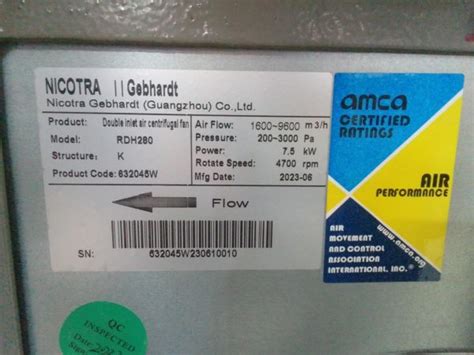 NICOTRA || Gebhardt
Nicotra Gebhardt (Guangzhou) Co.,Ltd.
Product: Double inlet air centrifugal fan
Model: RDH280
Structure: K
Product Code: 632045W
Air Flow: 1600~9600 m3/h
Pressure: 200~3000 Pa
Power: 7.5 kW
Rotate Speed: 4700 rpm
Mfg Date: 2023-06
Flow
SN:
632045W230610010
amca
CERTIFIED
RATINGS
AIR
PERFORMANCE
AIR
MOVEMENT
AND CONTROL
ASSOCIATION
INTERNATIONAL, INC.®
www.amca.org
QC
INSPECTED
Date:
Sign: